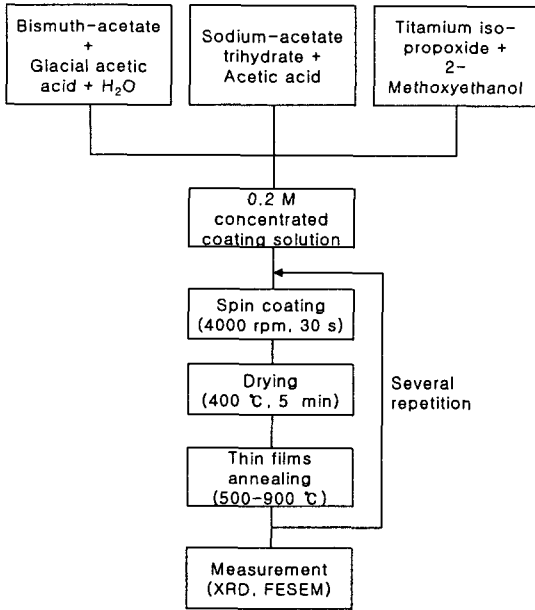 Bismuth-acetate
+
Glacial acetic
acid + H₂O
Sodium-acetate
trihydrate +
Acetic acid
Titamium iso-
propoxide +
2-
Methoxyethanol
0.2 M
concentrated
coating solution
Spin coating
(4000 rpm, 30 s)
Drying
(400 ℃, 5 min)
Several
repetition
Thin films
annealing
(500-900 ℃)
Measurement
(XRD, FESEM)